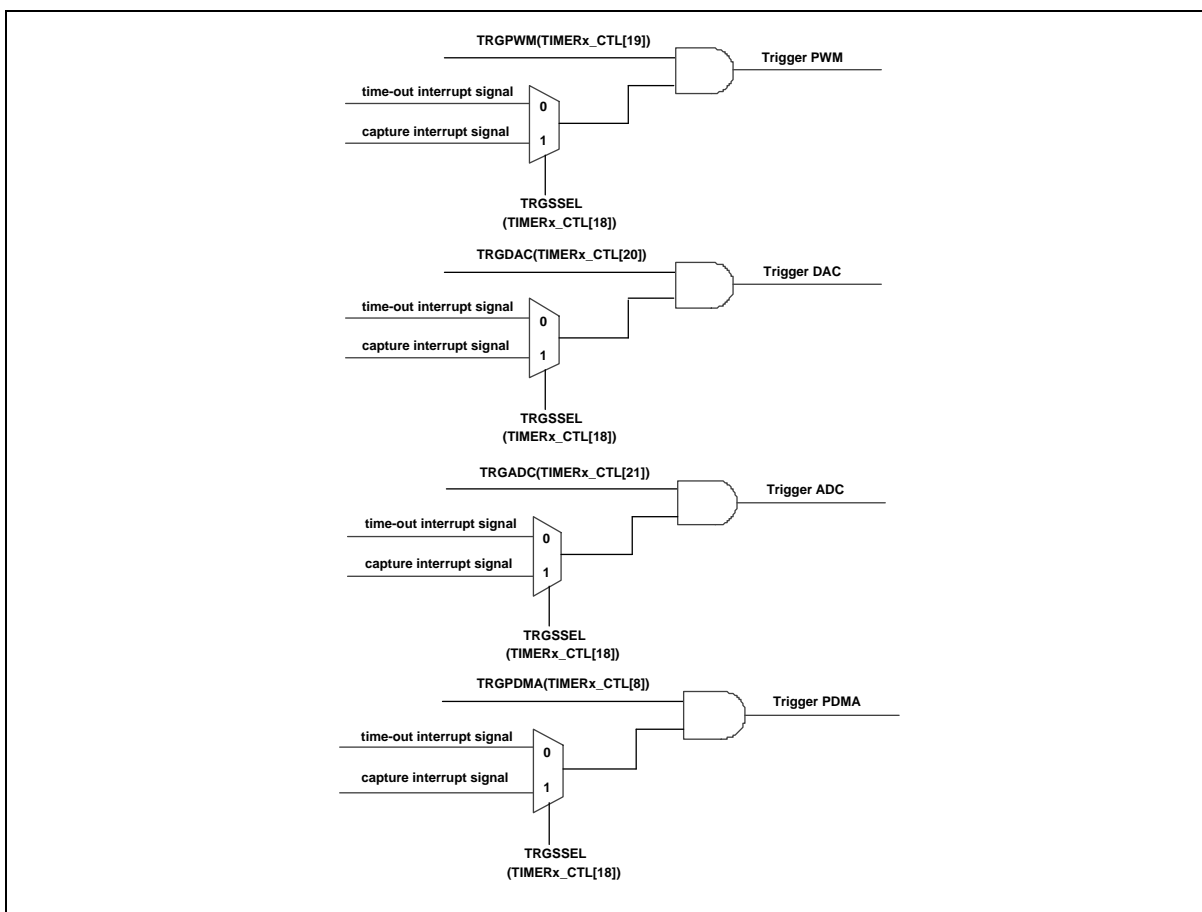 TRGPWM(TIMERx_CTL[19])
Trigger PWM
time-out interrupt signal
0
capture interrupt signal
1
TRGSSEL
(TIMERx_CTL[18])
TRGDAC(TIMERx_CTL[20])
Trigger DAC
time-out interrupt signal
0
capture interrupt signal
1
TRGSSEL
(TIMERx_CTL[18])
TRGADC(TIMERx_CTL[21])
Trigger ADC
time-out interrupt signal
0
capture interrupt signal
1
TRGSSEL
(TIMERx_CTL[18])
TRGPDMA(TIMERx_CTL[8])
Trigger PDMA
time-out interrupt signal
0
capture interrupt signal
1
TRGSSEL
(TIMERx_CTL[18])